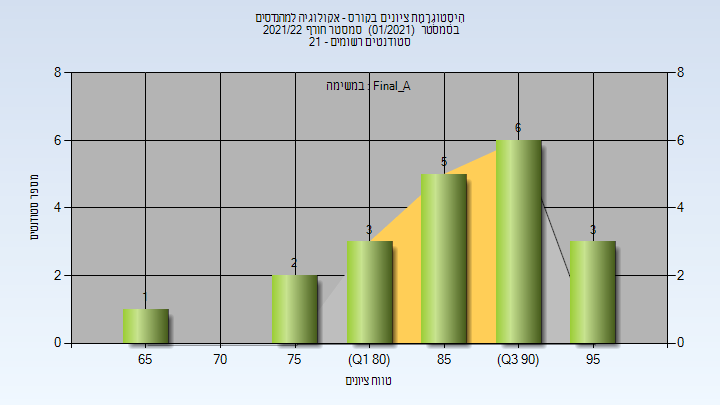 היסטוגרמת ציונים בקורס - אקולוגיה למהנדסים
בסמסטר (01/2021) סמסטר חורף 2021/22
סטודנטים רשומים - 21
במשימה : Final_A
8 8
6 6
4 4
2 2
0 0
1 2 3 5 6 3
65 70 75 (Q1 80) 85 (Q3 90) 95
מספר סטודנטים
טווח ציונים